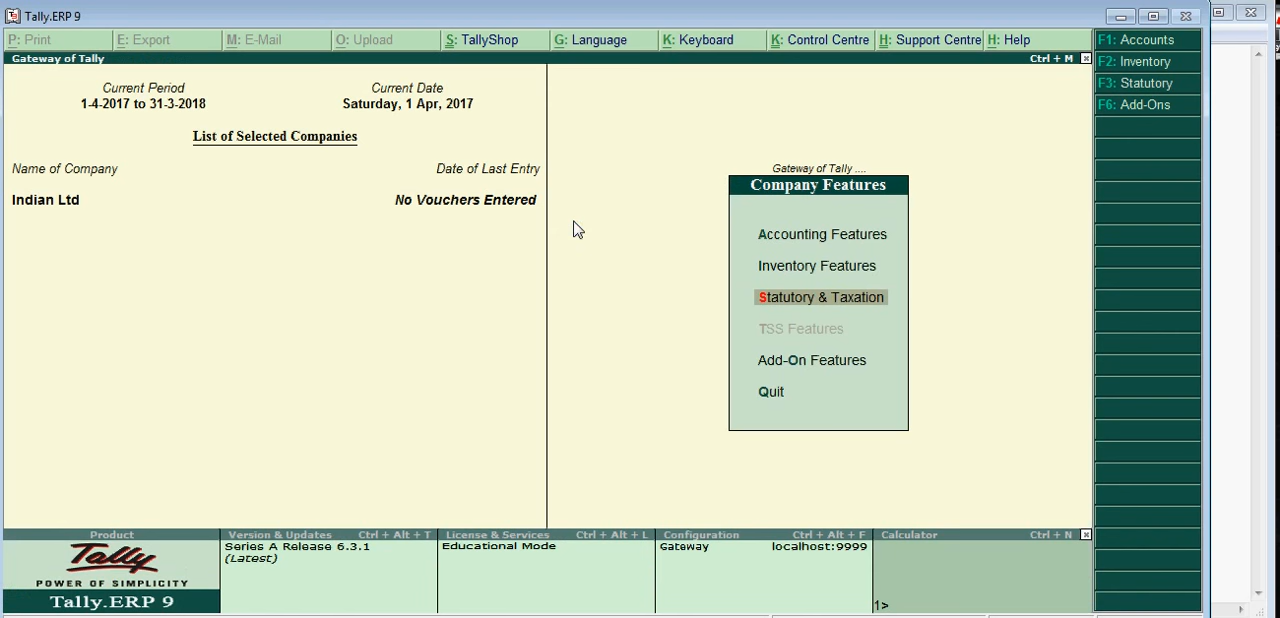 Tally.ERP 9
P: Print E: Export M: E-Mail O: Upload S: TallyShop G: Language K: Keyboard K: Control Centre H: Support Centre H: Help
Gateway of Tally Ctrl + M
Current Period Current Date
1-4-2017 to 31-3-2018 Saturday, 1 Apr, 2017
List of Selected Companies
Name of Company Date of Last Entry
Indian Ltd No Vouchers Entered
Gateway of Tally ....
Company Features
Accounting Features
Inventory Features
Statutory & Taxation
TSS Features
Add-On Features
Quit
F1: Accounts
F2: Inventory
F3: Statutory
F6: Add-Ons
Product
Tally
POWER OF SIMPLICITY
Tally.ERP 9
Version & Updates Ctrl + Alt + T
Series A Release 6.3.1
(Latest)
License & Services Ctrl + Alt + L
Educational Mode
Configuration Ctrl + Alt + F
Gateway localhost:9999
Calculator Ctrl + N
1>